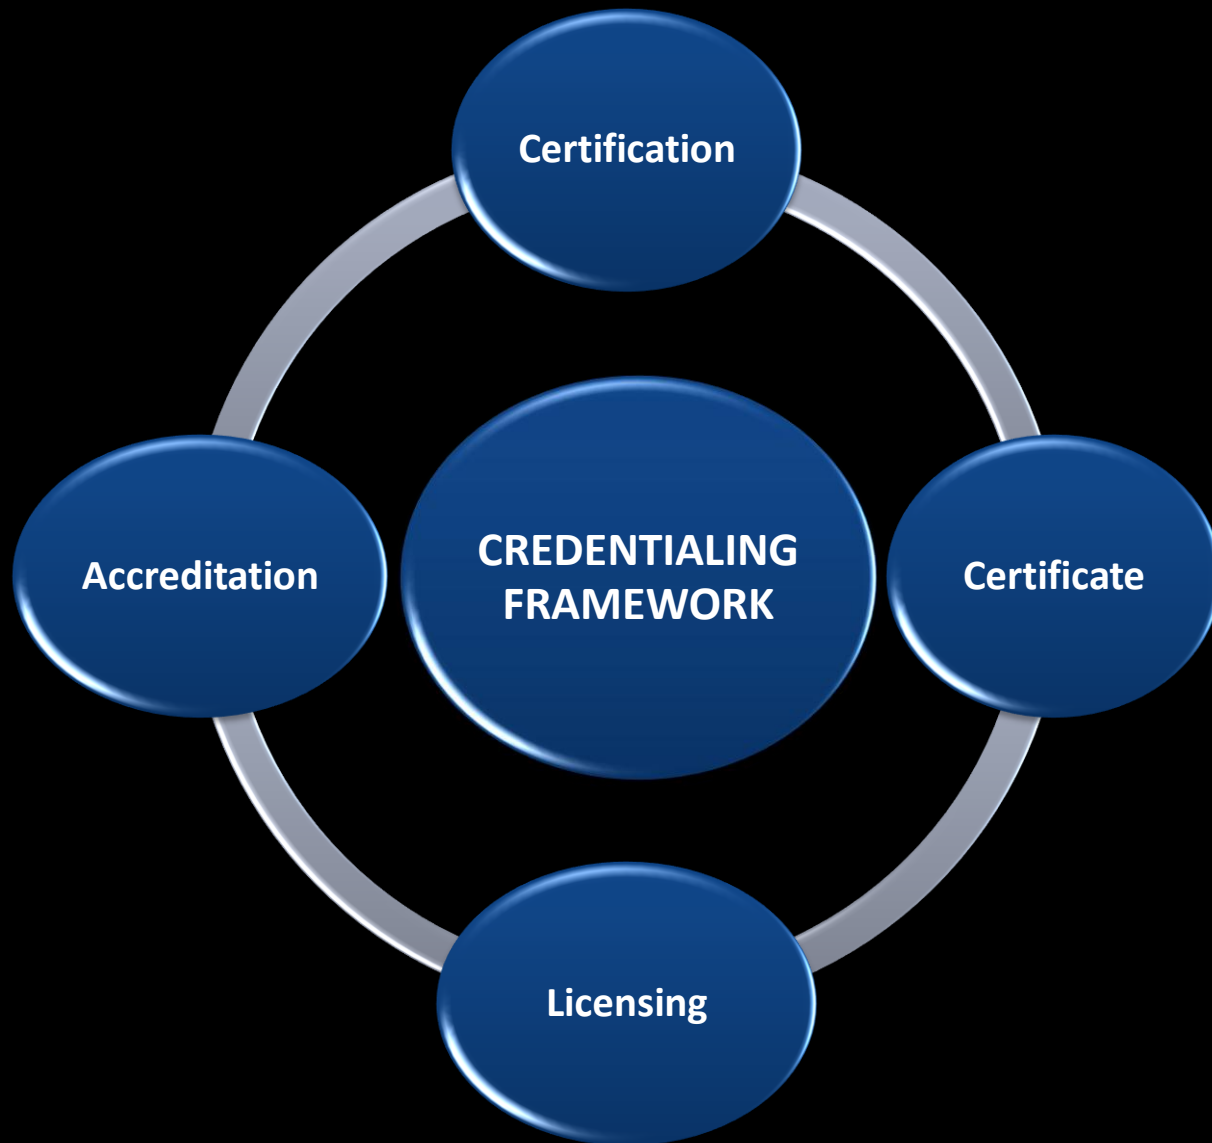 Certification
Accreditation
CREDENTIALING
FRAMEWORK
Certificate
Licensing